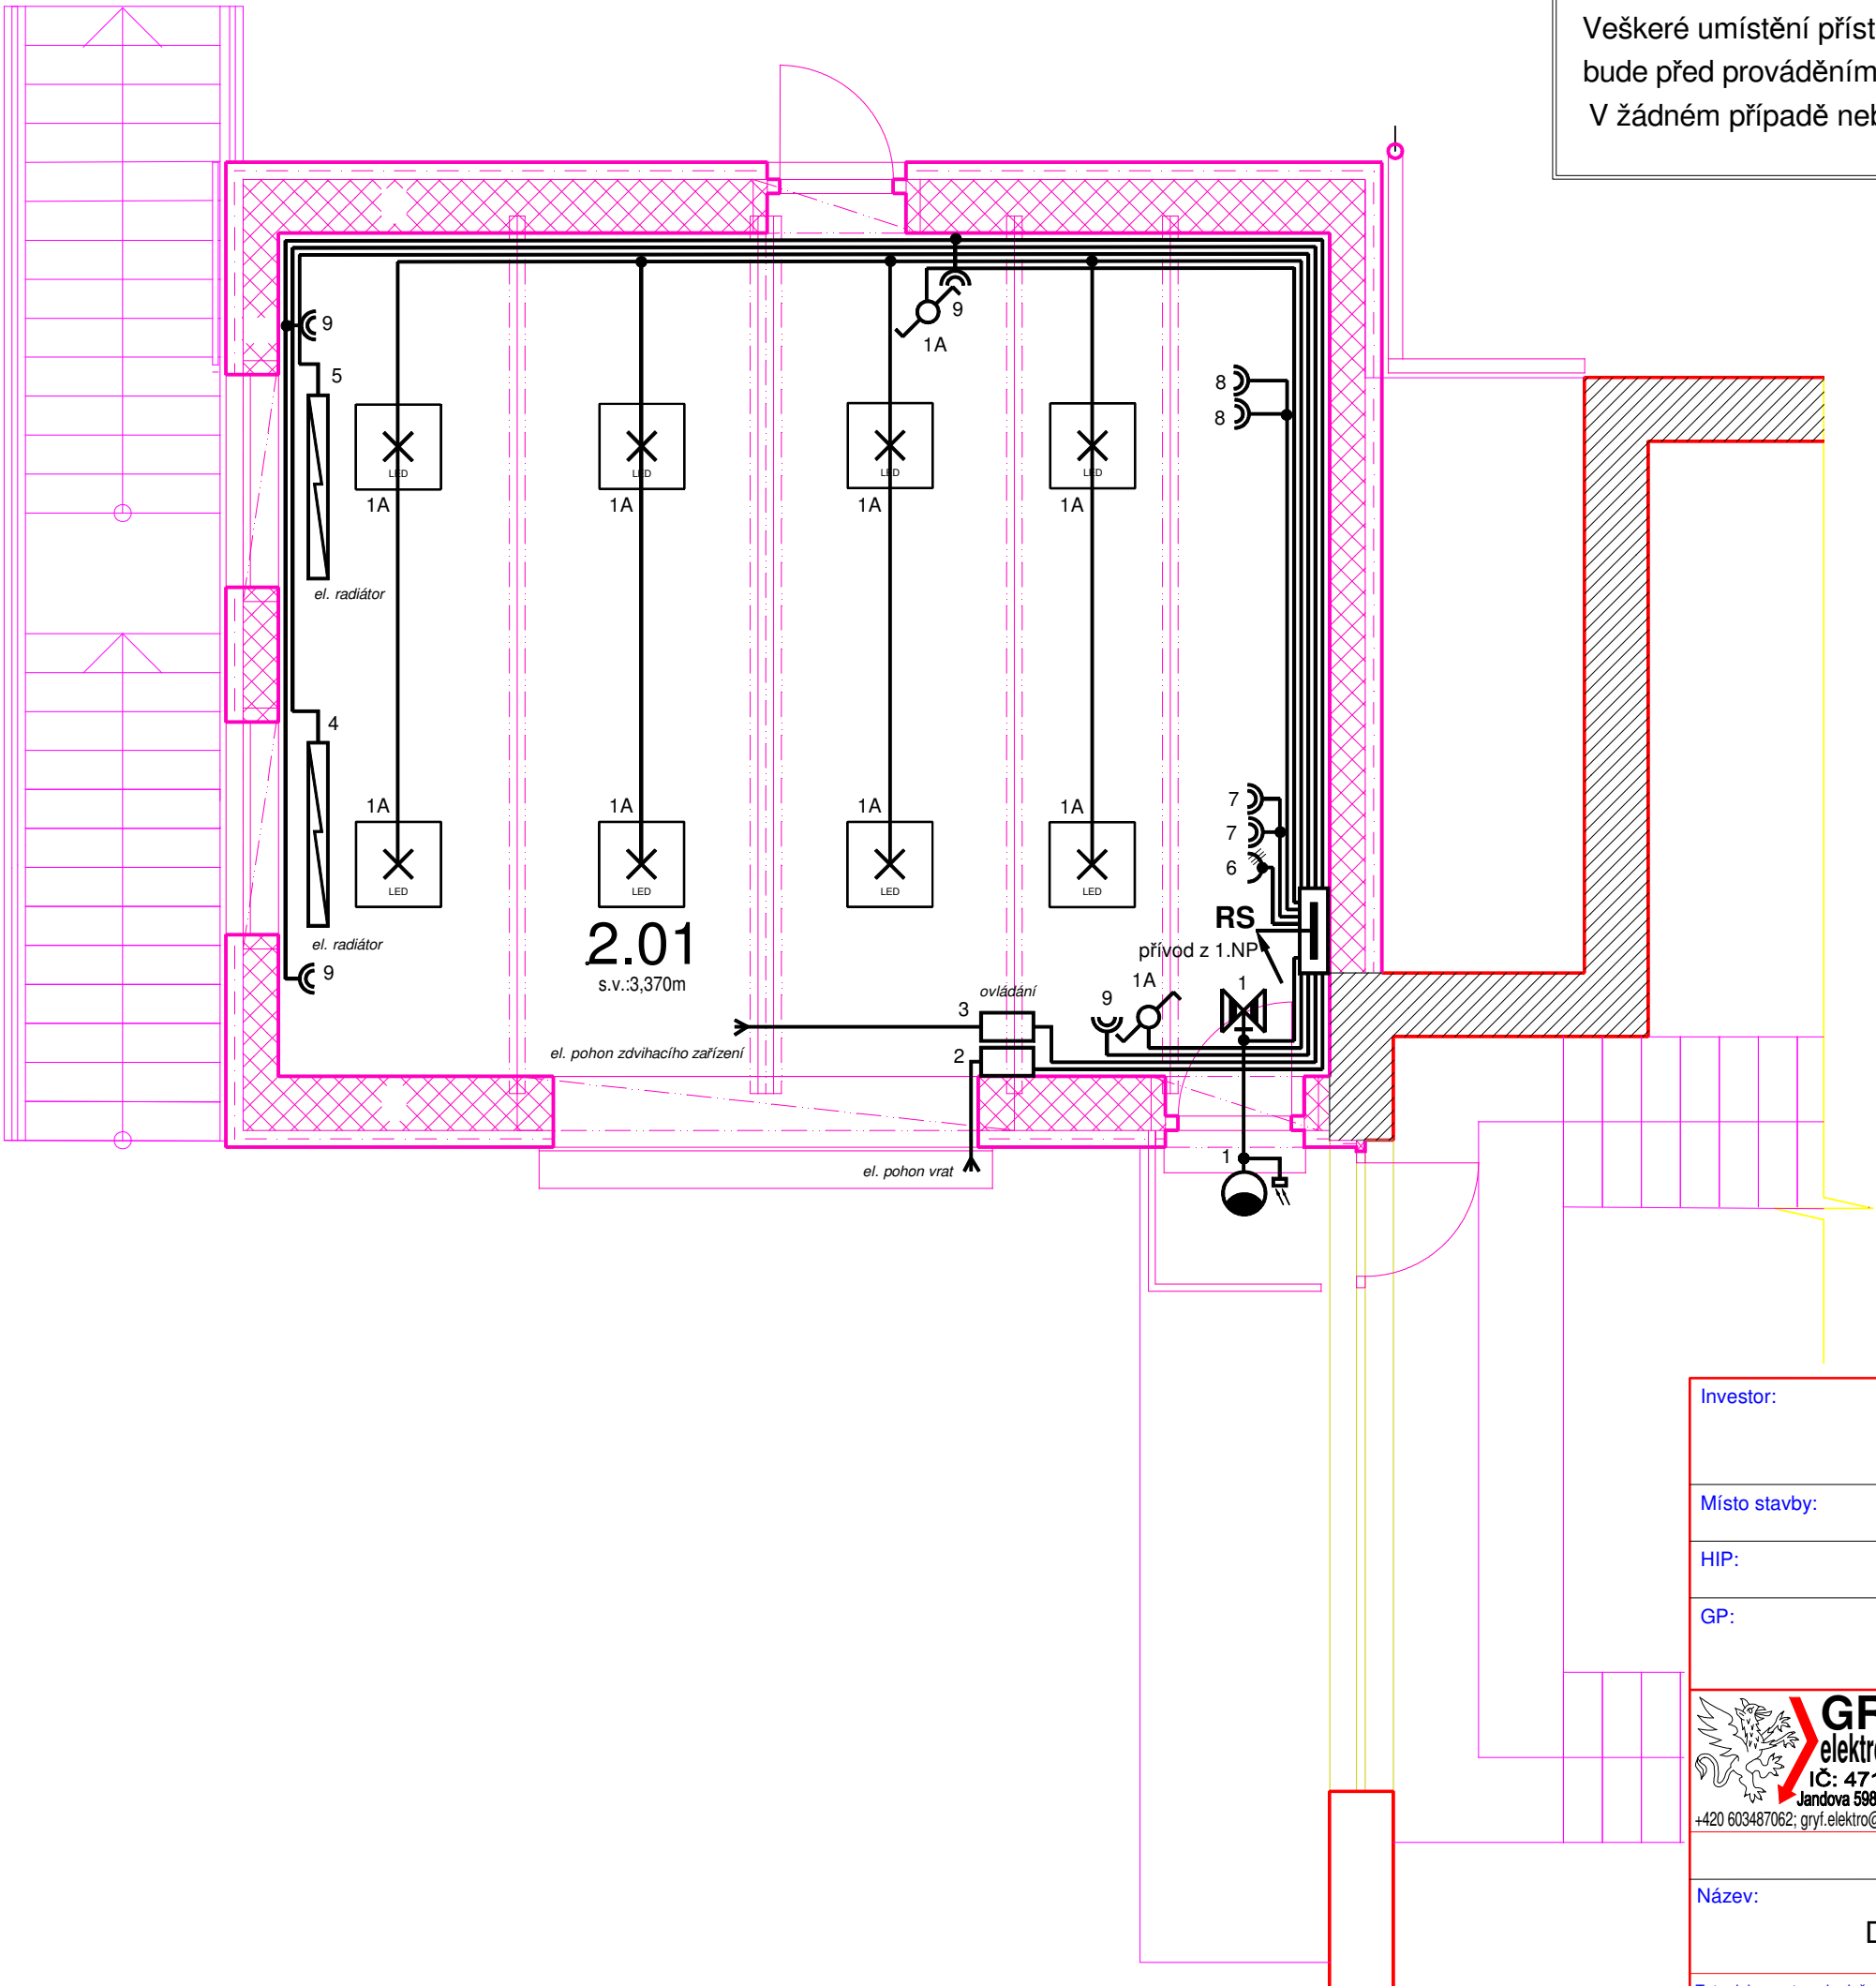 Veškeré umístění příst
bude před prováděním
V žádném případě neb
9
9
1A
5
8
8
LED
LED
LED
LED
1A
1A
1A
1A
el. radiátor
4
1A
1A
1A
1A
7
7
6
LED
LED
LED
LED
el. radiátor
2.01
s.v.:3,370m
RS
přívod z 1.NP
9
ovládání
3
9
1A
1
el. pohon zdvihacího zařízení
2
el. pohon vrat
1
Investor:
Místo stavby:
HIP:
GP:
GR
elektro
IČ: 471
Jandova 598
+420 603487062; gryf.elektro@
Název:
D